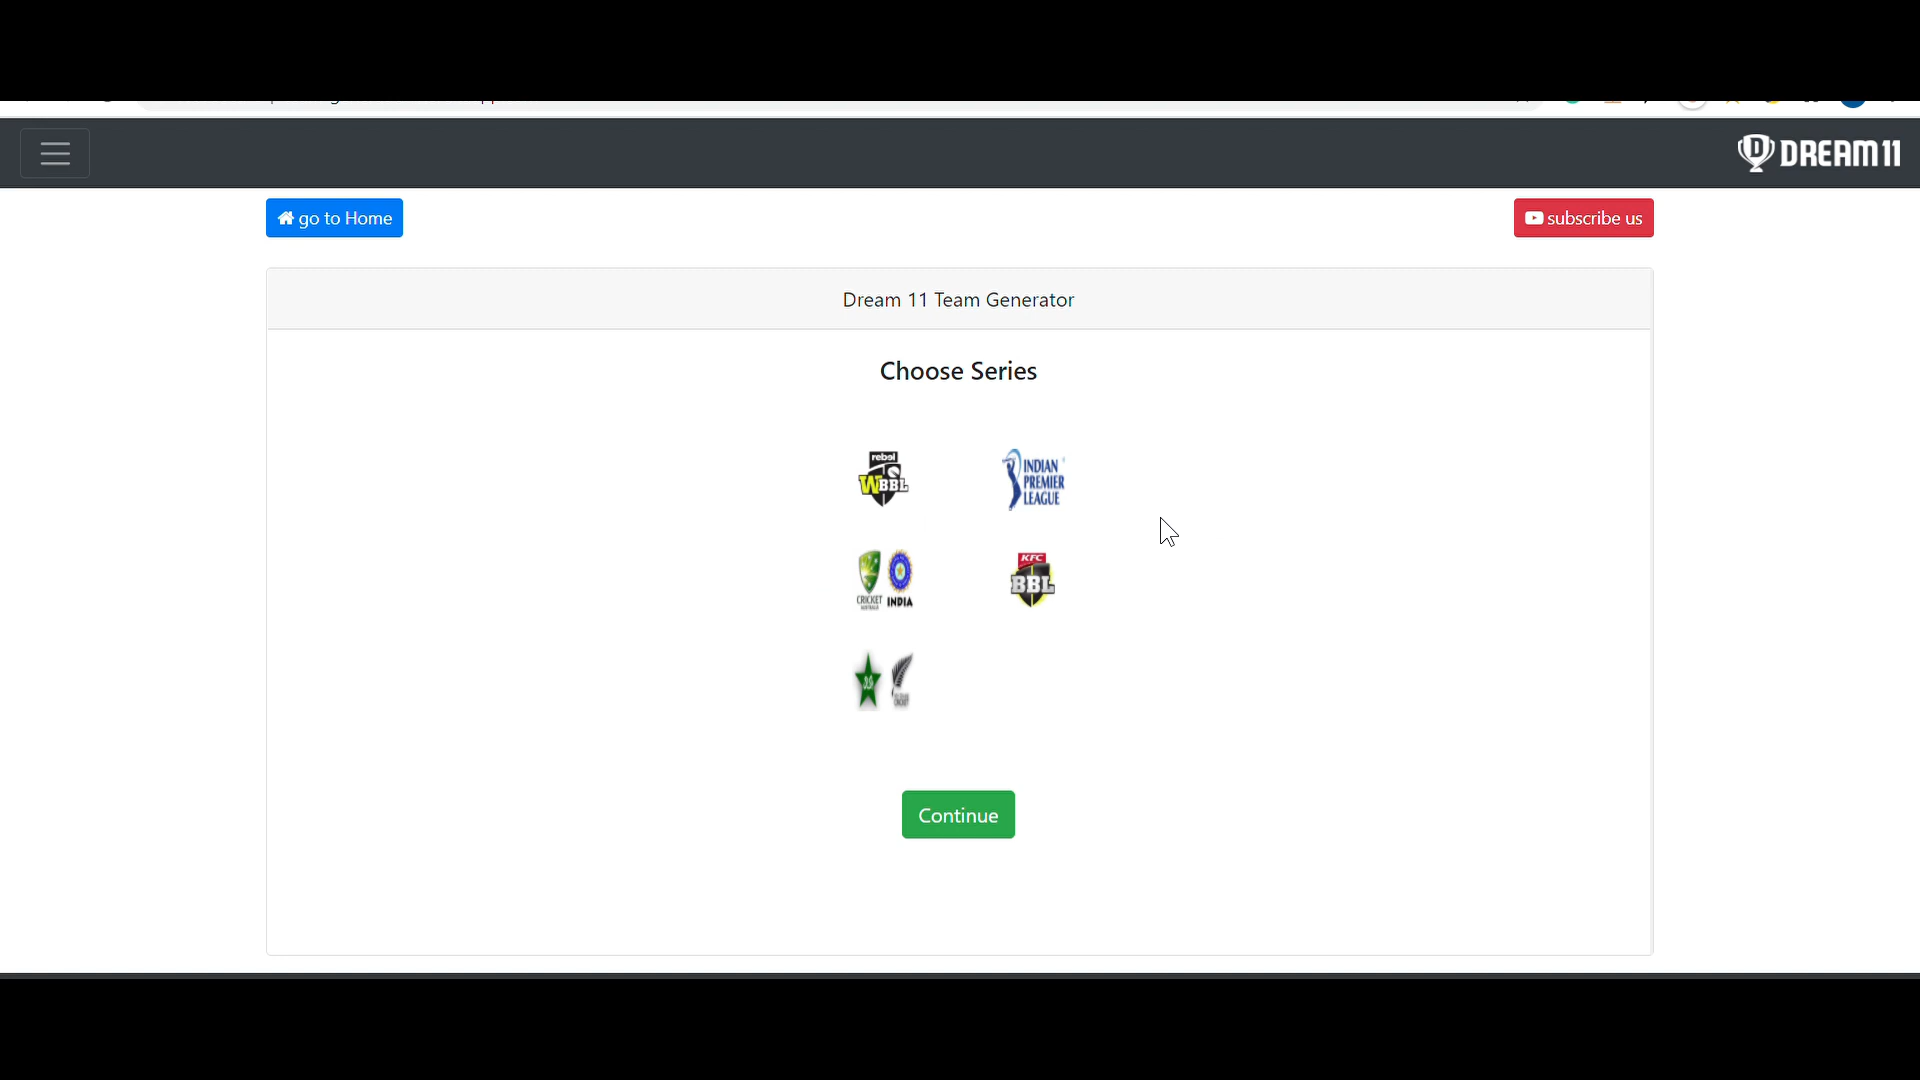 DREAM11
go to Home
subscribe us
Dream 11 Team Generator
Choose Series
rebel
WBBL
INDIAN
PREMIER
LEAGUE
CRICKET
INDIA
KFC
BBL
Continue